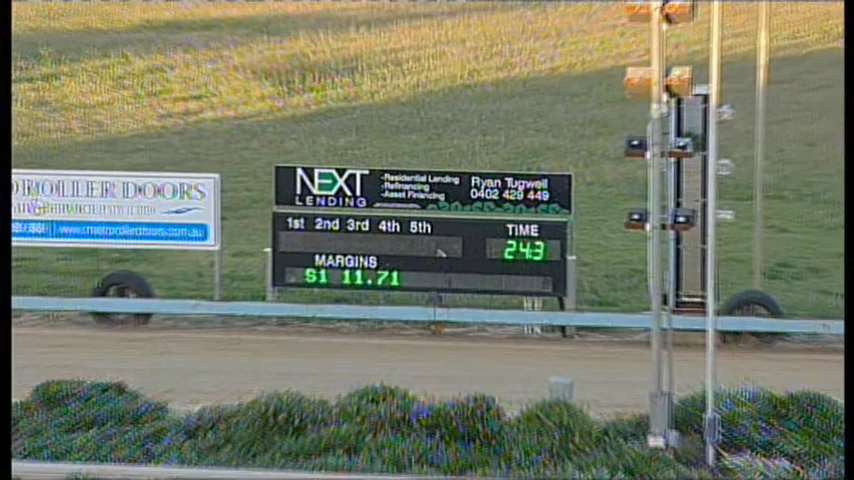 ROLLER DOORS
www.cmetrorollerdoors.com.au
NEXT
LENDING
-Residential Lending
-Refinancing
-Asset Financing
Ryan Tugwell
0402 429 449
1st 2nd 3rd 4th 5th
TIME
24:3
MARGINS
S1 11.71